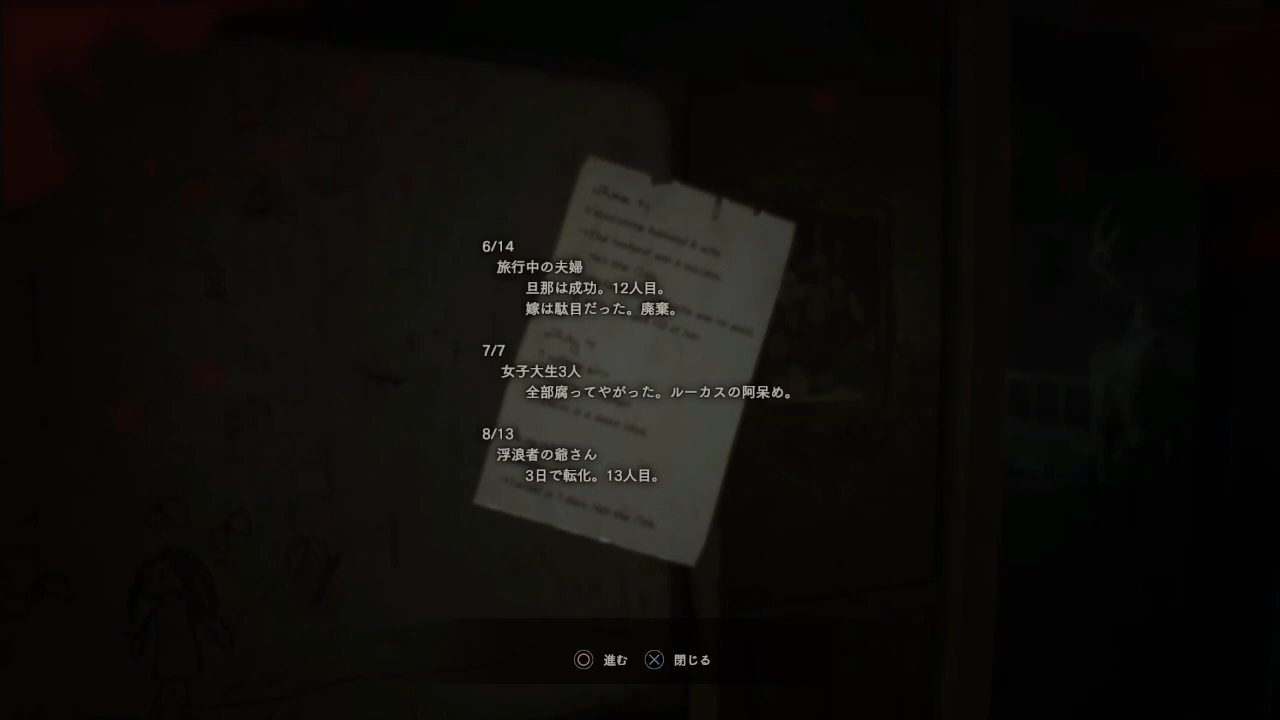 6/14
旅行中の夫婦
旦那は成功。12人目。
嫁は駄目だった。廃棄。
7/7
女子大生3人
全部腐ってやがった。ルーカスの阿呆め。
8/13
浮浪者の爺さん
3日で転化。13人目。
進む 閉じる